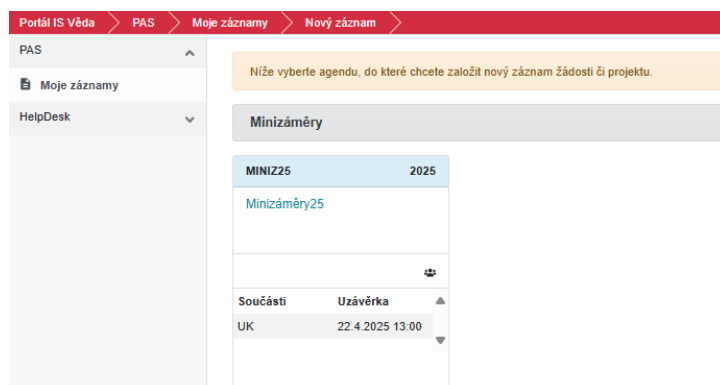 Portál IS Věda PAS Moje záznamy Nový záznam
PAS
Níže vyberte agendu, do které chcete založit nový záznam žádosti či projektu.
Moje záznamy
HelpDesk
Minizáměry
MINIZ25 2025
Minizáměry25
Součásti Uzávěrka
UK 22.4.2025 13:00